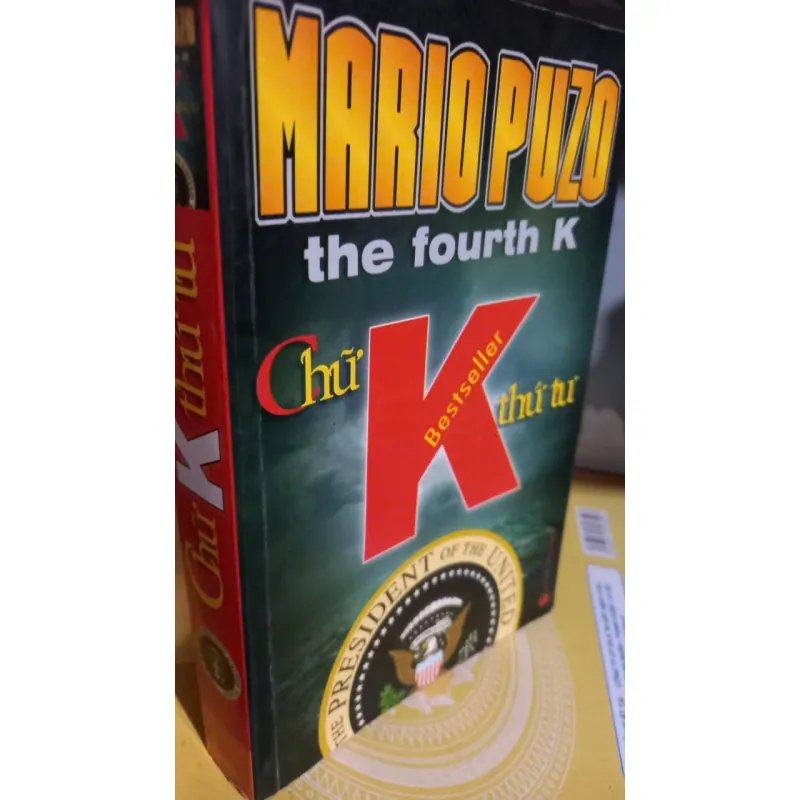 MARIO PUZO
the fourth K
Chữ K thứ tư
Bestseller
THE PRESIDENT OF THE UNITED
Chữ K thứ tư